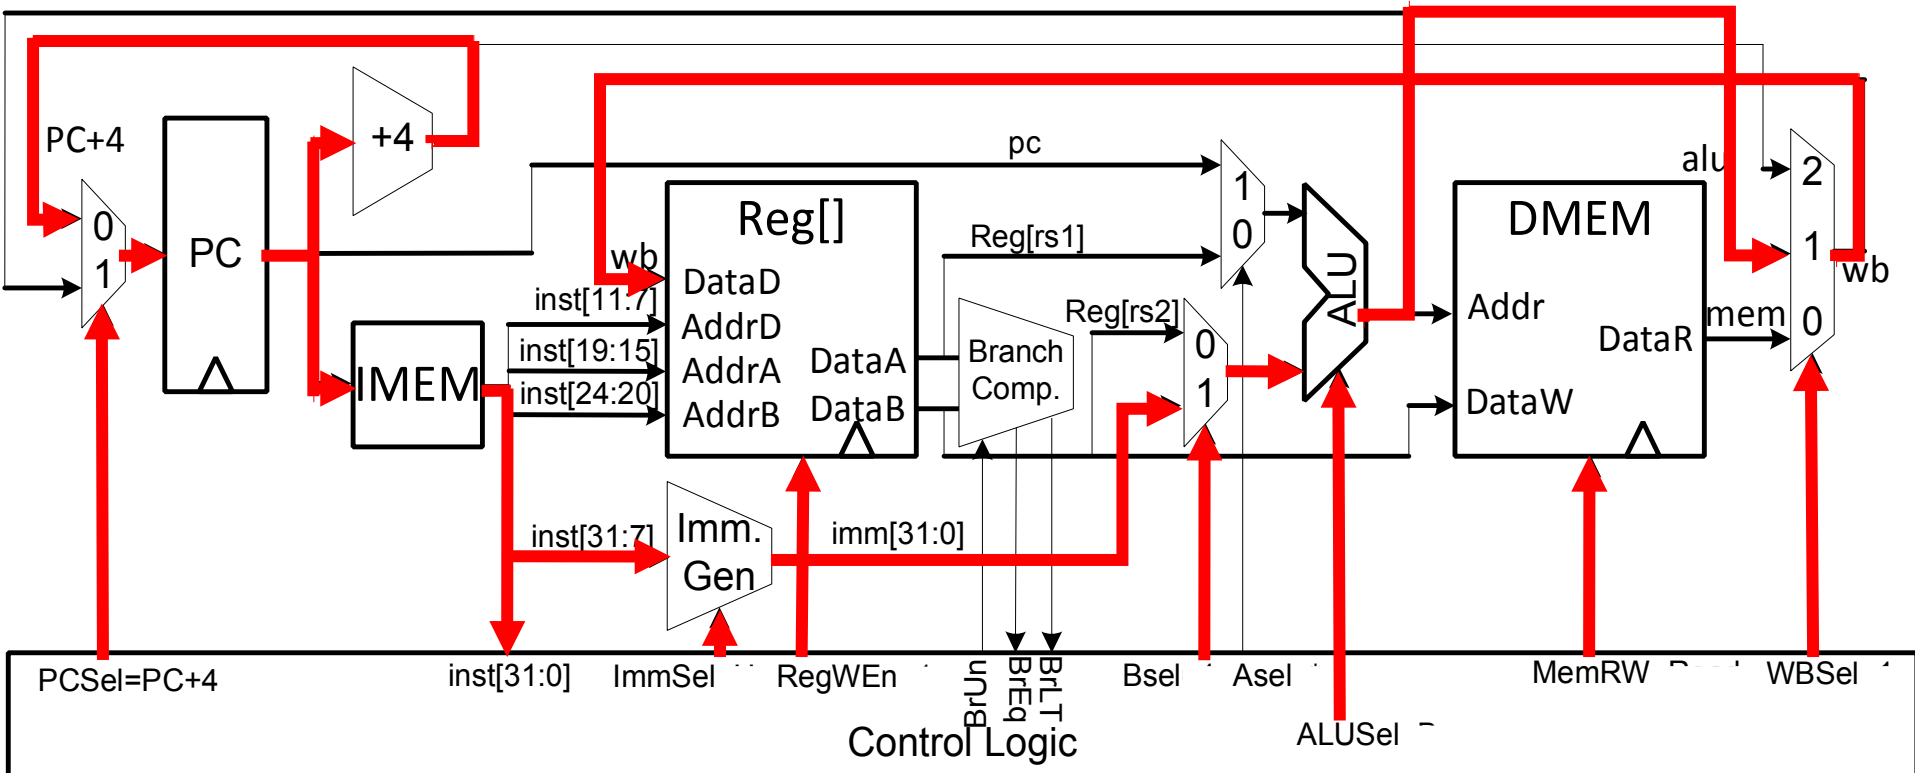 PC+4
0
1
PC
+4
IMEM
inst[11:7]
inst[19:15]
inst[24:20]
wb
Reg[]
DataD
AddrD
AddrA
AddrB
DataA
DataB
inst[31:7]
Imm.
Gen
imm[31:0]
pc
Reg[rs1]
Reg[rs2]
Branch
Comp.
1
0
0
1
ALU
DMEM
Addr
DataW
DataR
alu
mem
2
1
0
wb
PCSel=PC+4
inst[31:0]
ImmSel
RegWEn
BrUn
BrEq
BrLT
Bsel
Asel
ALUSel
MemRW
WBSel
Control Logic